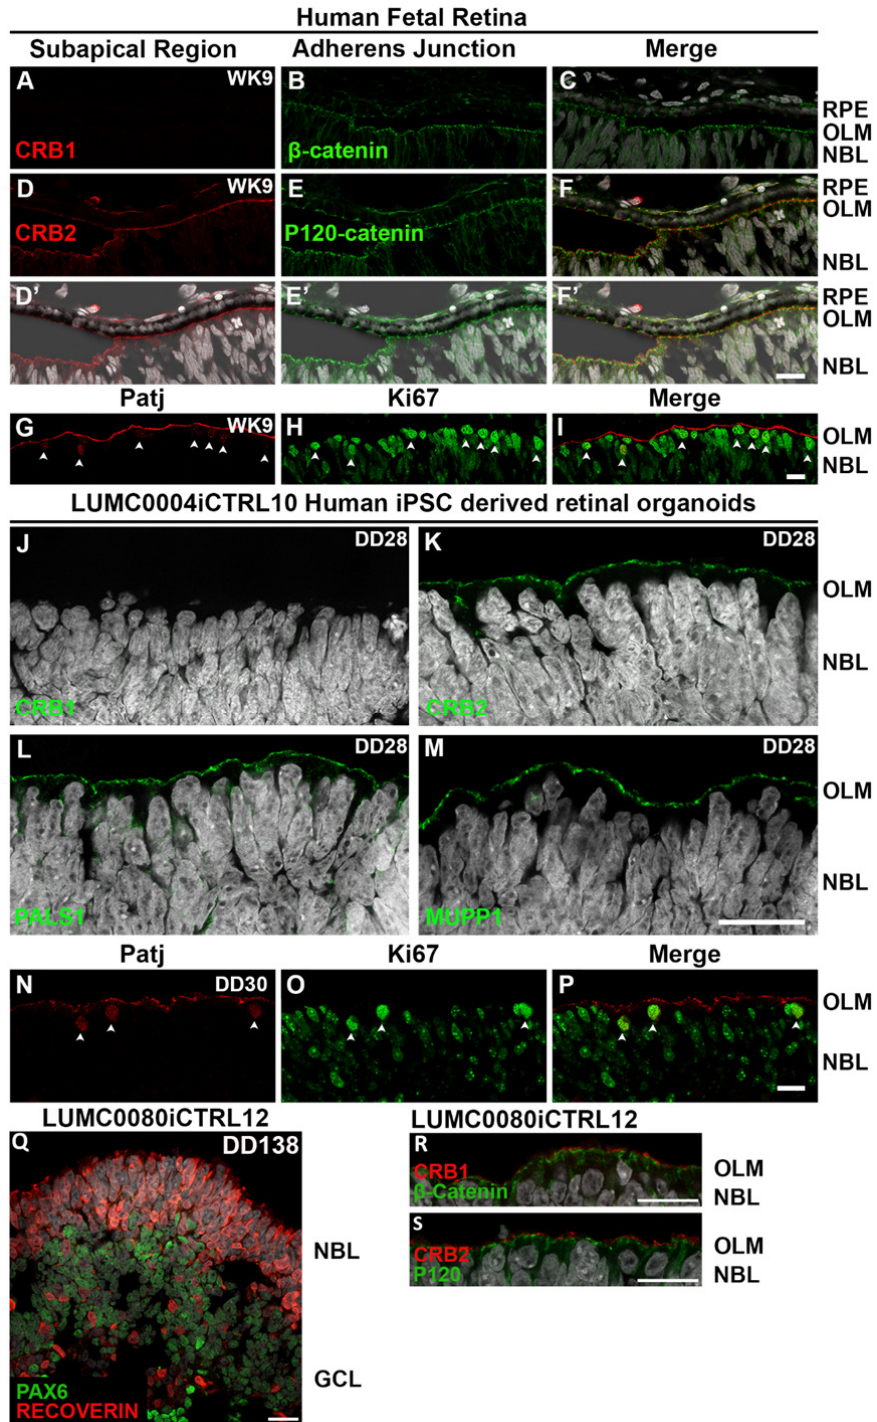 Human Fetal Retina
Subapical Region Adherens Junction Merge
A WK9 B C
CRB1 β-catenin
RPE
OLM
NBL
D WK9 E F
CRB2 P120-catenin
RPE
OLM
NBL
D' E' F'
RPE
OLM
NBL
Patj Ki67 Merge
G WK9 H I
OLM
NBL
LUMC0004iCTRL10 Human iPSC derived retinal organoids
J DD28 K DD28
OLM
NBL
CRB1 CRB2
L DD28 M DD28
OLM
NBL
PALS1 MUPP1
Patj Ki67 Merge
N DD30 O P
OLM
NBL
LUMC0080iCTRL12 LUMC0080iCTRL12
Q DD138
NBL
GCL
PAX6
RECOVERIN
R
CRB1
β-Catenin
OLM
NBL
S
CRB2
P120
OLM
NBL